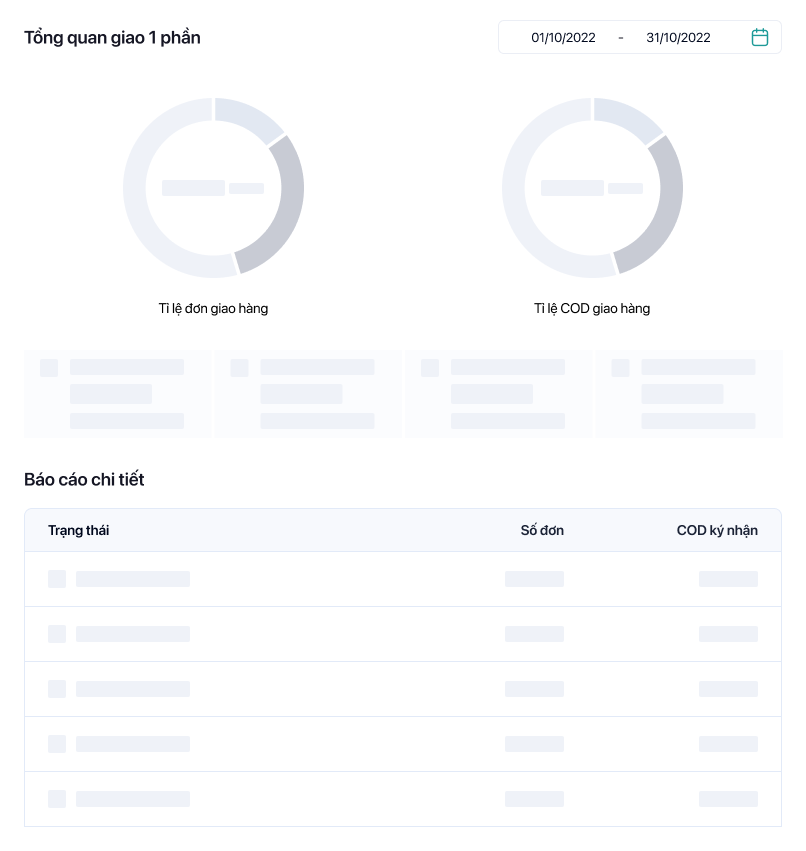 Tổng quan giao 1 phần
01/10/2022 - 31/10/2022
Tỉ lệ đơn giao hàng
Tỉ lệ COD giao hàng
Báo cáo chi tiết
Trạng thái Số đơn COD ký nhận